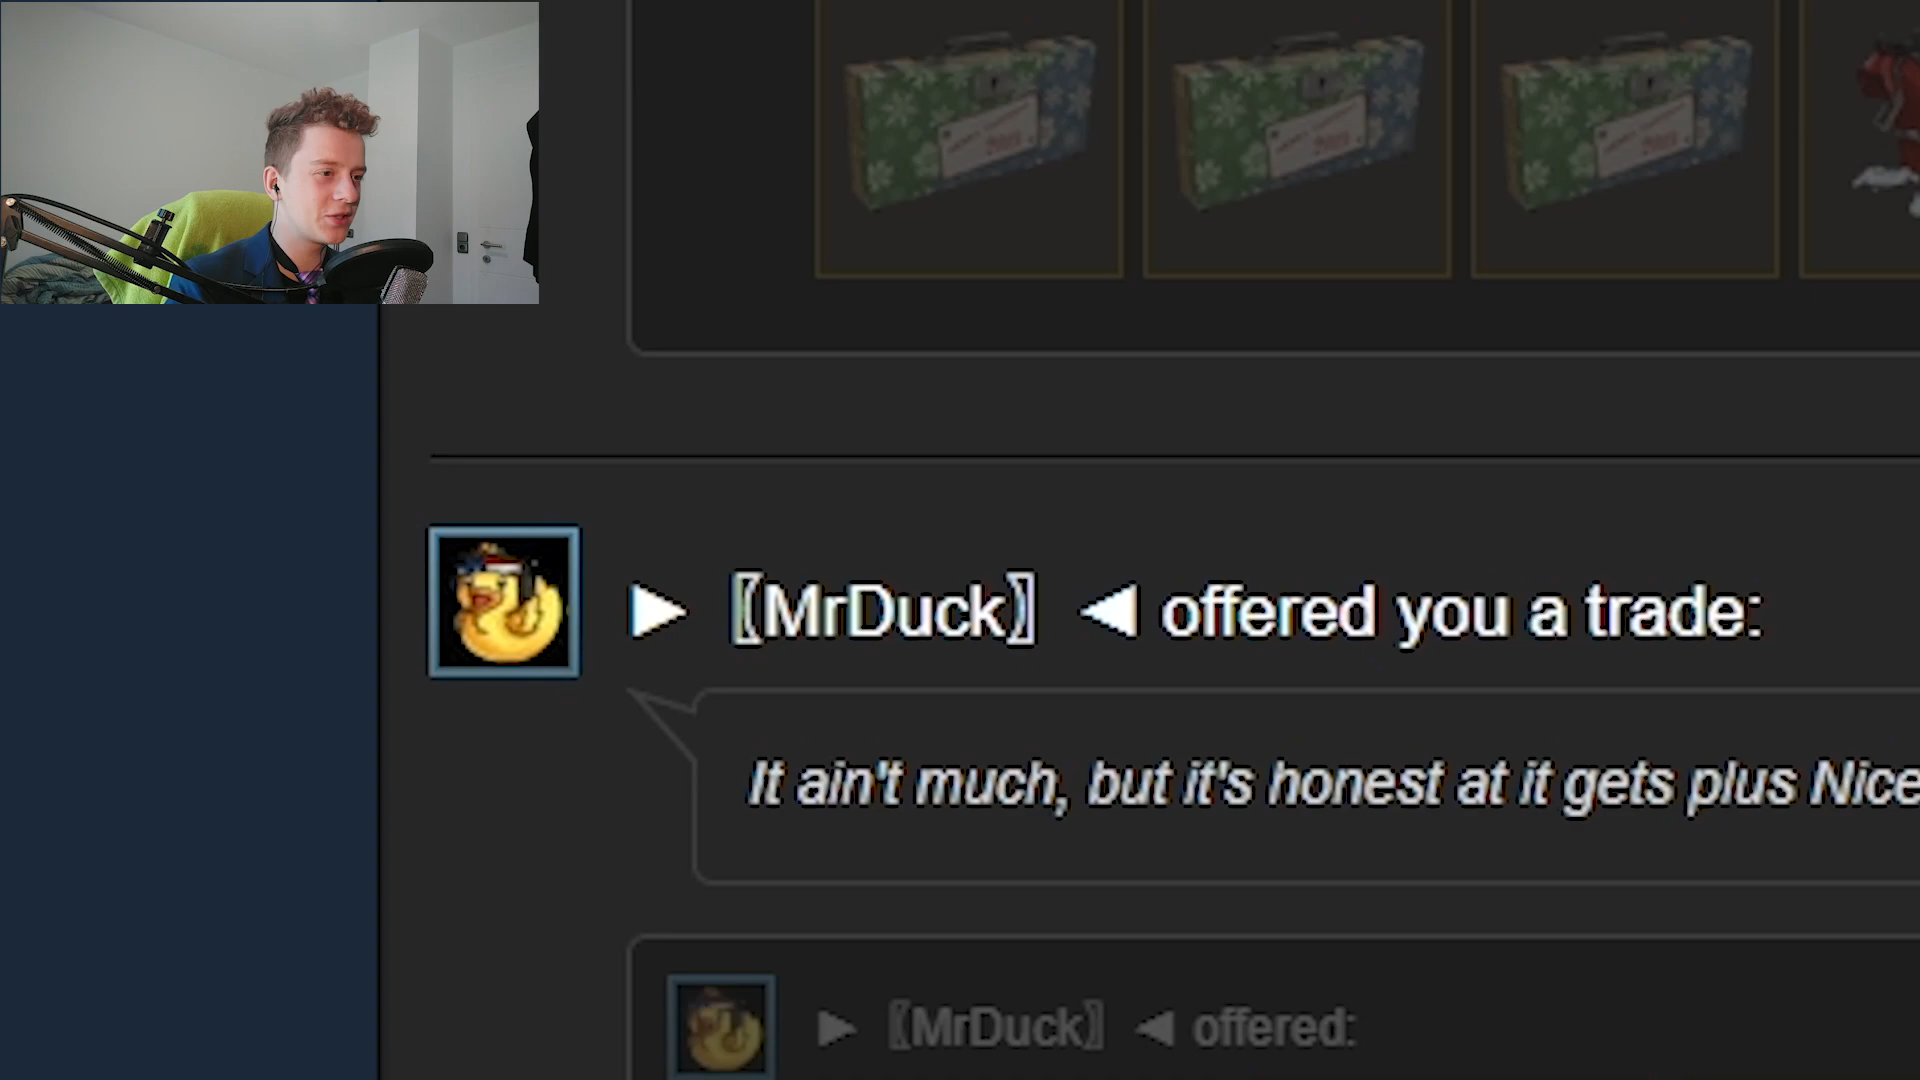 ► 〖MrDuck〗 ◄ offered you a trade:
It ain't much, but it's honest at it gets plus Nice
► 〖MrDuck〗 ◄ offered: